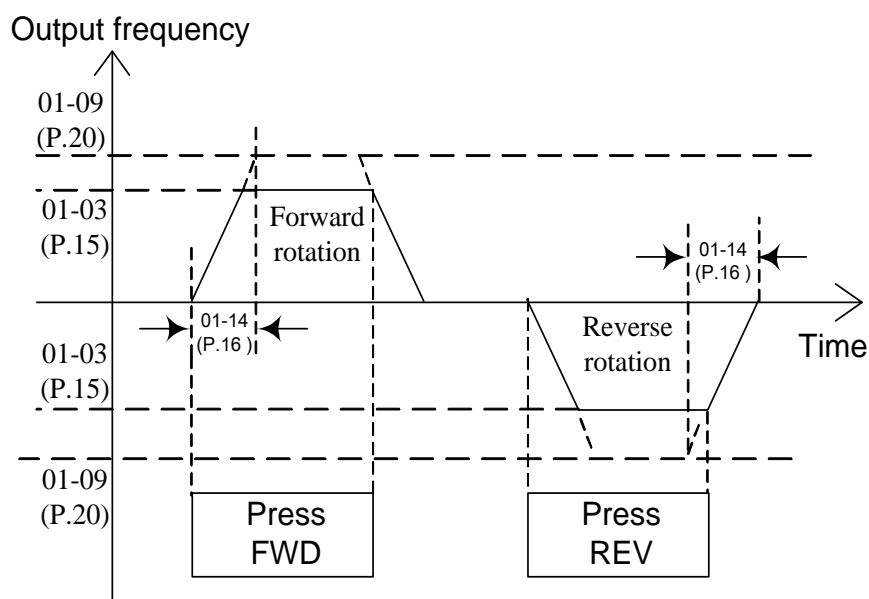 Output frequency
01-09
(P.20)
01-03
(P.15)
Forward
rotation
01-14
(P.16 )
01-14
(P.16 )
Reverse
rotation
Time
01-03
(P.15)
01-09
(P.20)
Press
FWD
Press
REV